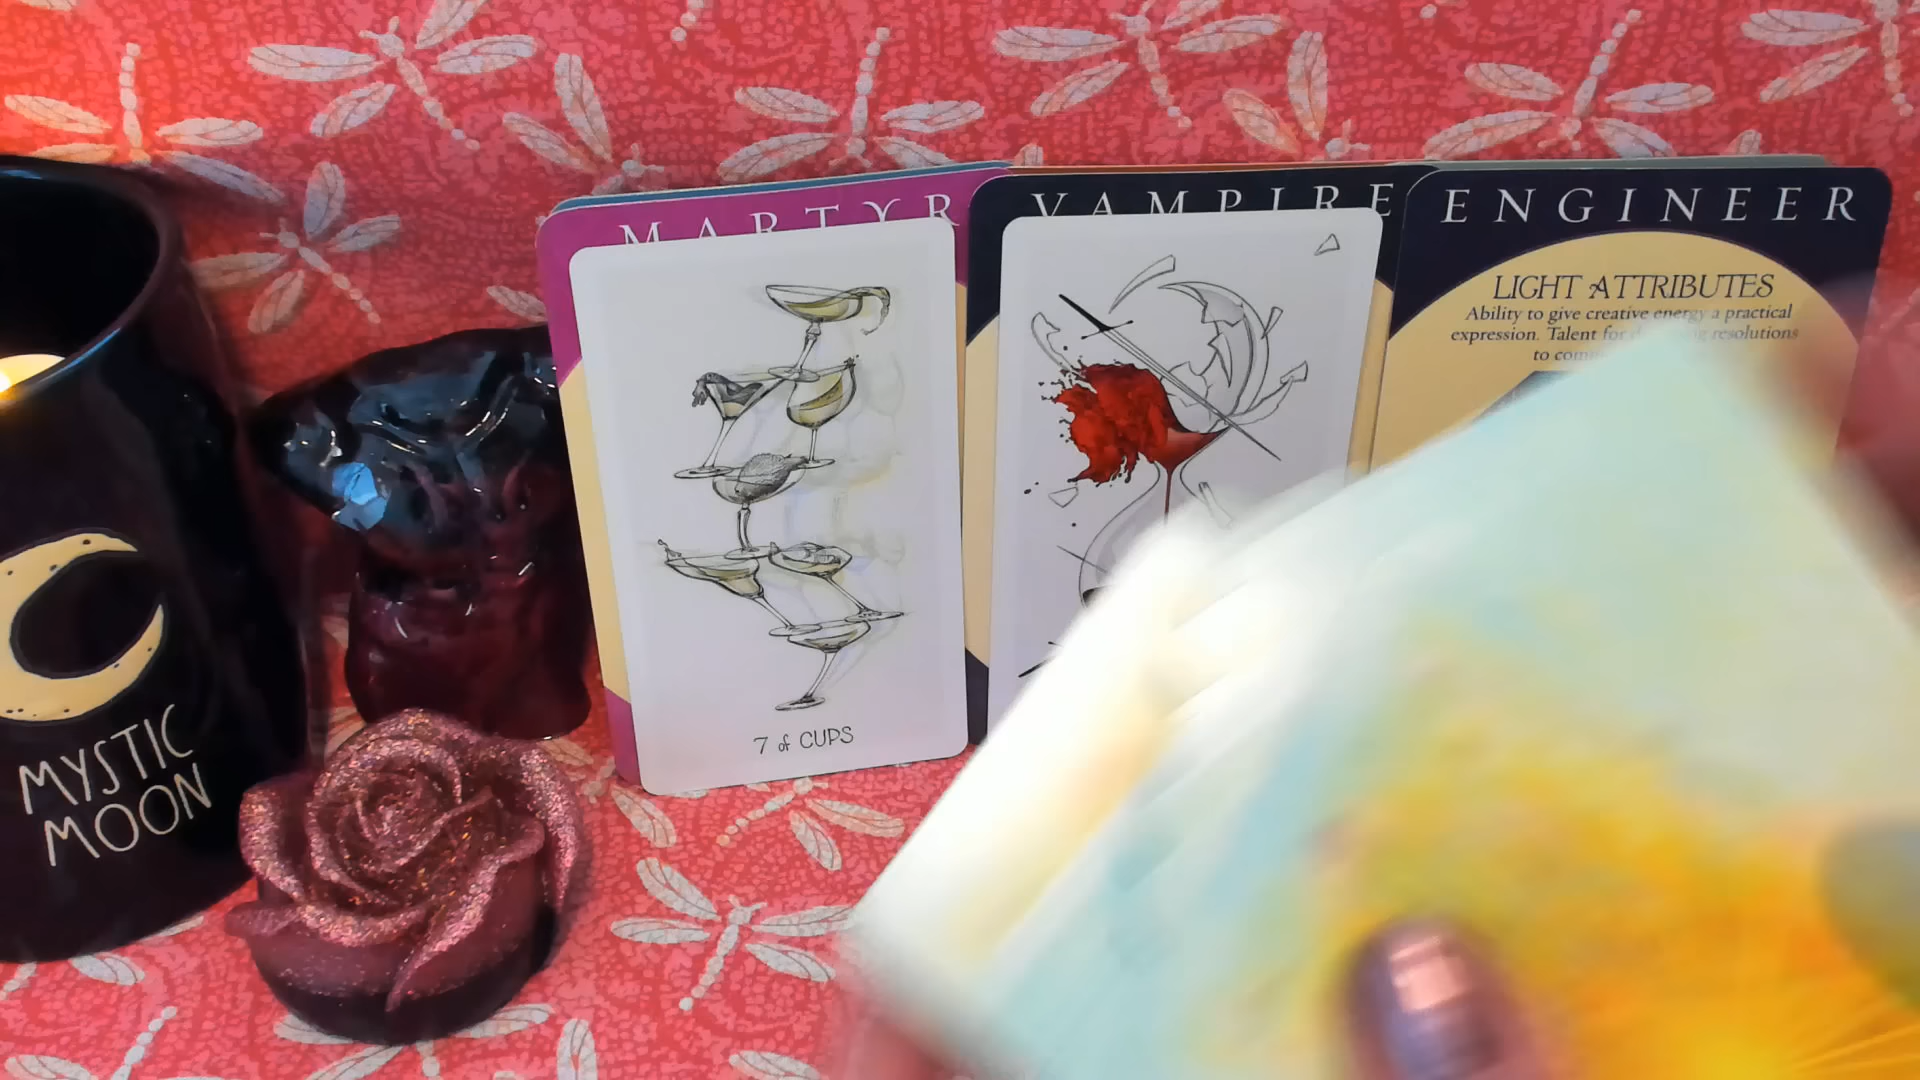 MARTYR
VAMPIRE
ENGINEER
LIGHT ATTRIBUTES
Ability to give creative energy a practical
expression. Talent for resolutions
to
7 of CUPS
MYSTIC
MOON